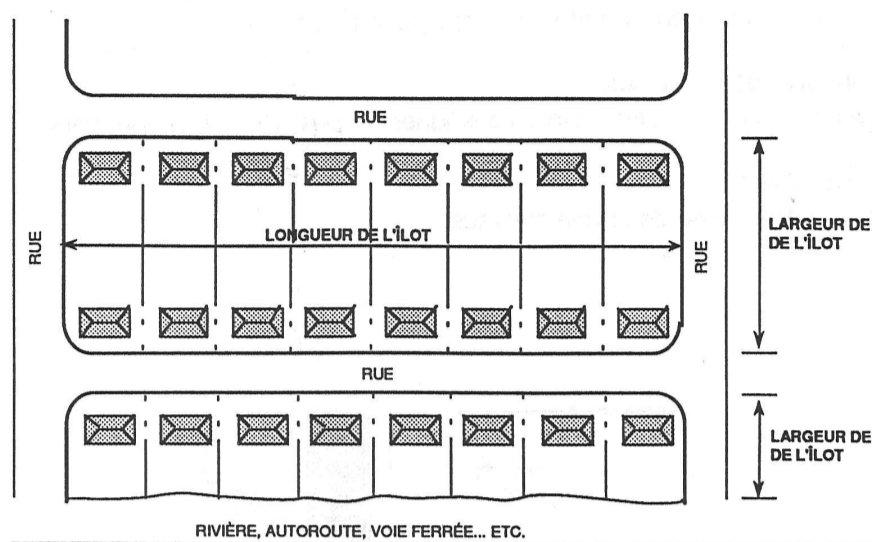 RUE
RUE
LONGUEUR DE L'ÎLOT
RUE
LARGEUR DE
DE L'ÎLOT
RUE
LARGEUR DE
DE L'ÎLOT
RIVIÈRE, AUTOROUTE, VOIE FERRÉE... ETC.